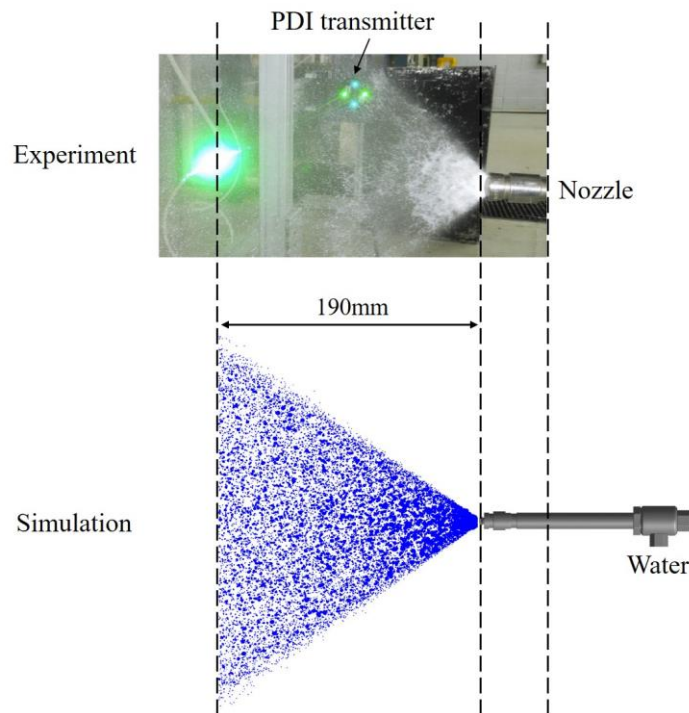 PDI transmitter
Experiment
Nozzle
190mm
Simulation
Water